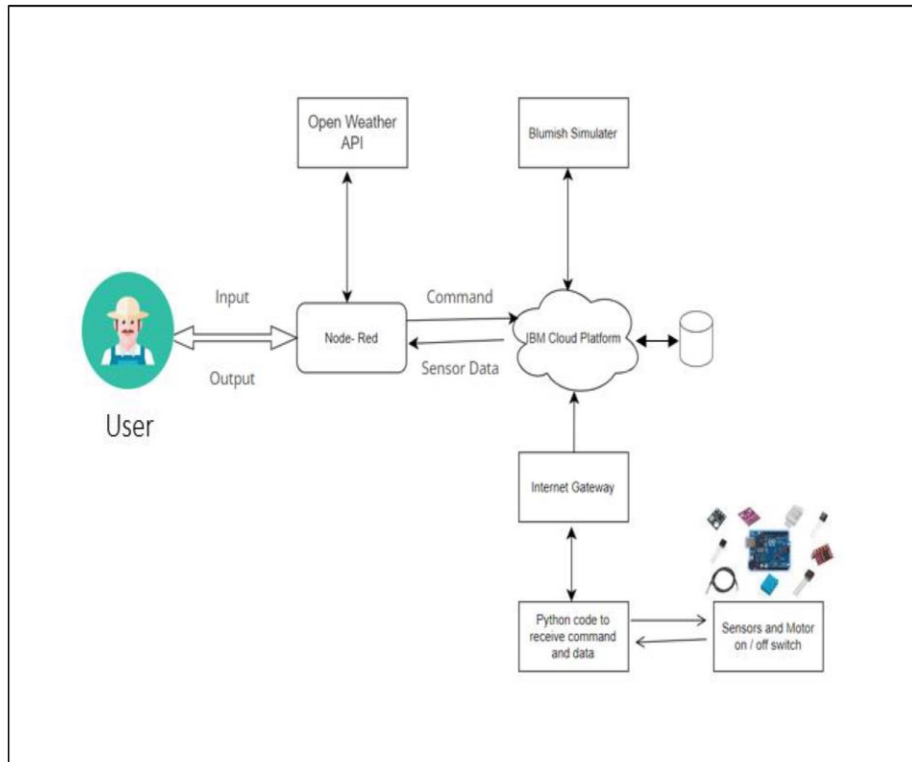 Open Weather
API
Blumish Simulater
Input
Command
Node- Red
IBM Cloud Platform
Output
Sensor Data
User
Internet Gateway
Python code to
receive command
and data
Sensors and Motor
on / off switch